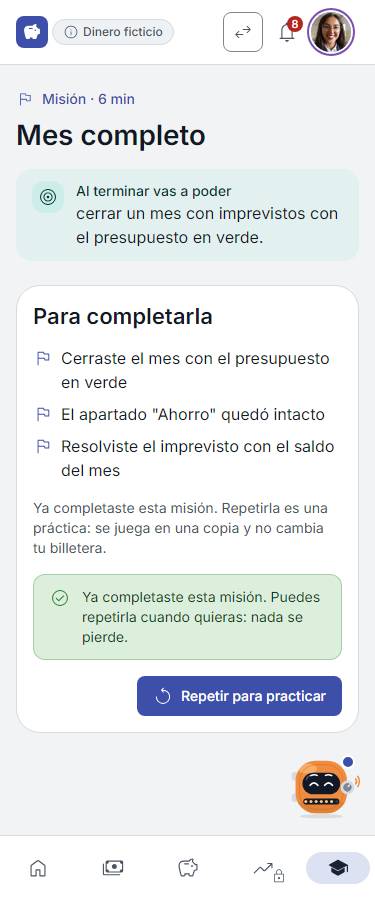 Dinero ficticio
8
Misión · 6 min
Mes completo
Al terminar vas a poder
cerrar un mes con imprevistos con
el presupuesto en verde.
Para completarla
Cerraste el mes con el presupuesto
en verde
El apartado "Ahorro" quedó intacto
Resolviste el imprevisto con el saldo
del mes
Ya completaste esta misión. Repetirla es una
práctica: se juega en una copia y no cambia
tu billetera.
Ya completaste esta misión. Puedes
repetirla cuando quieras: nada se
pierde.
Repetir para practicar